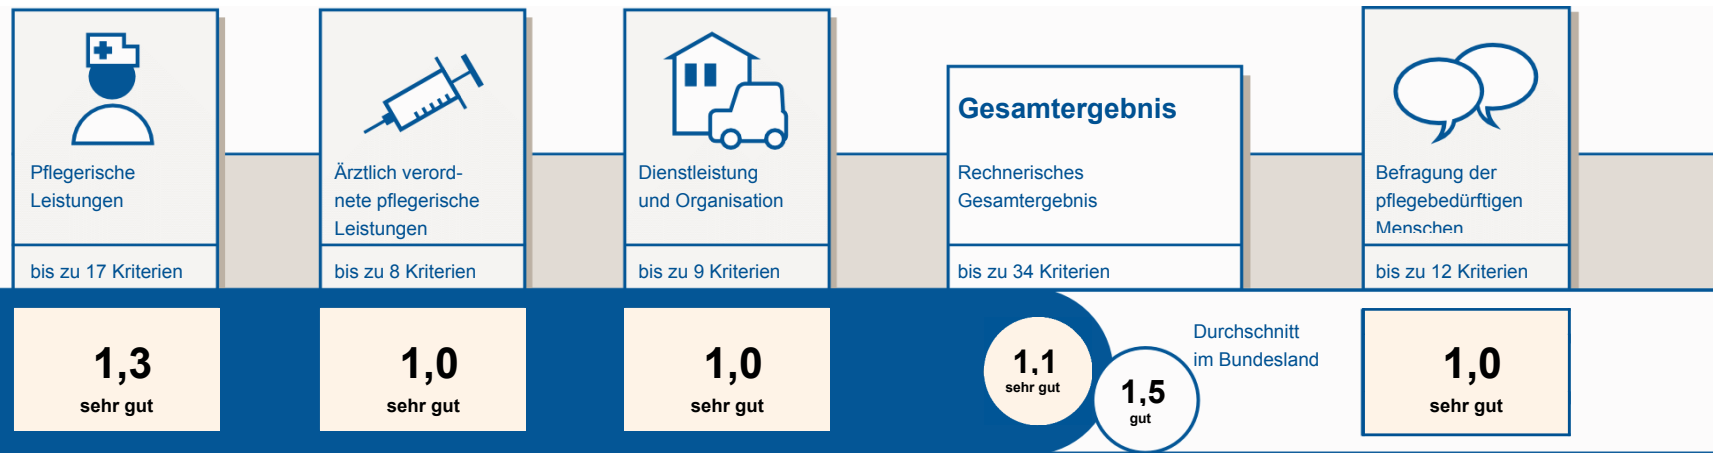 Pflegerische
Leistungen
bis zu 17 Kriterien
1,3
sehr gut
Ärztlich verord-
nete pflegerische
Leistungen
bis zu 8 Kriterien
1,0
sehr gut
Dienstleistung
und Organisation
bis zu 9 Kriterien
1,0
sehr gut
Gesamtergebnis
Rechnerisches
Gesamtergebnis
bis zu 34 Kriterien
1,1
sehr gut
1,5
gut
Durchschnitt
im Bundesland
Befragung der
pflegebedürftigen
Menschen
bis zu 12 Kriterien
1,0
sehr gut